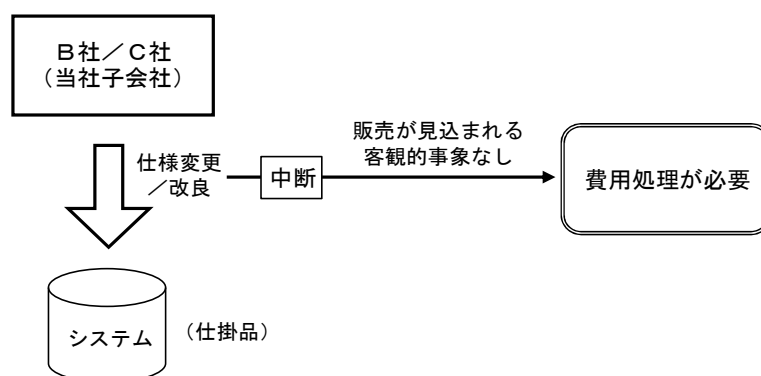 B社／C社
（当社子会社）
仕様変更
／改良
中断
販売が見込まれる
客観的事象なし
費用処理が必要
システム
（仕掛品）